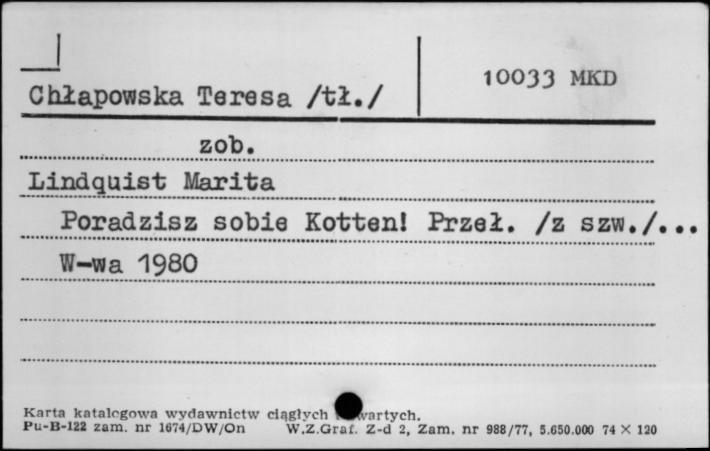 10033 MKD
Chłapowska Teresa /tł./
zob.
Lindquist Marita
Poradzisz sobie Kotten! Przeł. /z szw./...
W-wa 1980
Karta katalogowa wydawnictw ciągłych wartych.
Pu-B-122 zam. nr 1674/DW/On W.Z.Graf. Z-d 2, Zam. nr 988/77, 5.650.000 74 × 120